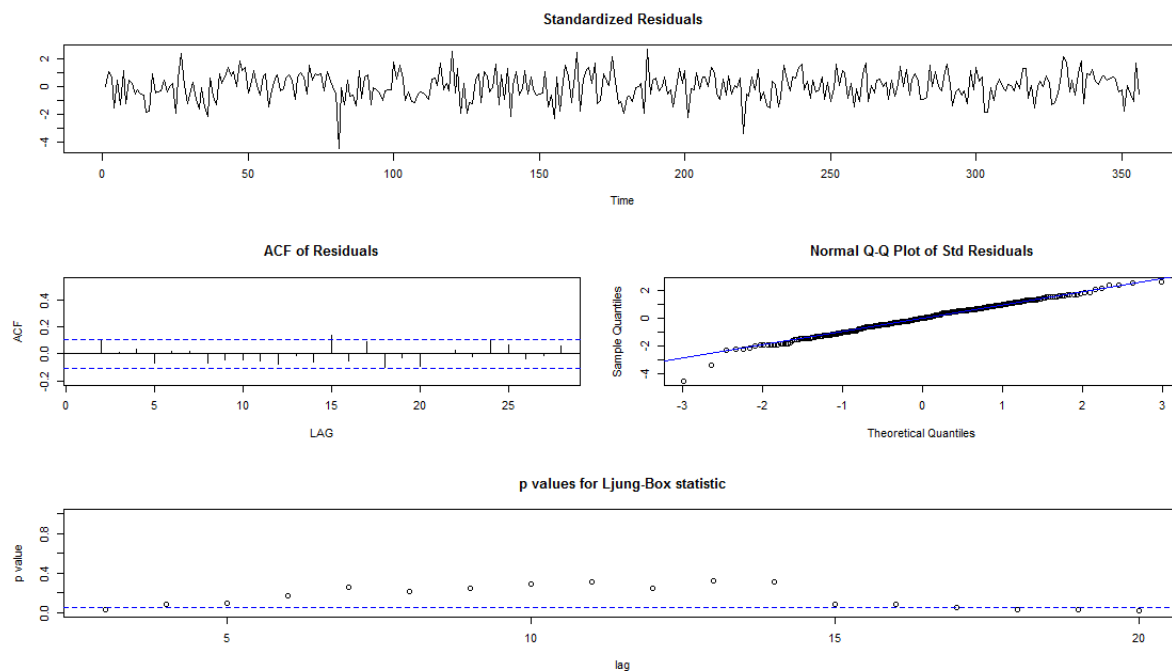 Standardized Residuals
2
0
-2
-4
0 50 100 150 200 250 300 350
Time
ACF of Residuals
ACF
0.4
0.2
0.0
-0.2
0 5 10 15 20 25
LAG
Normal Q-Q Plot of Std Residuals
Sample Quantiles
2
0
-2
-4
-3 -2 -1 0 1 2 3
Theoretical Quantiles
p values for Ljung-Box statistic
p value
0.8
0.4
0.0
5 10 15 20
lag